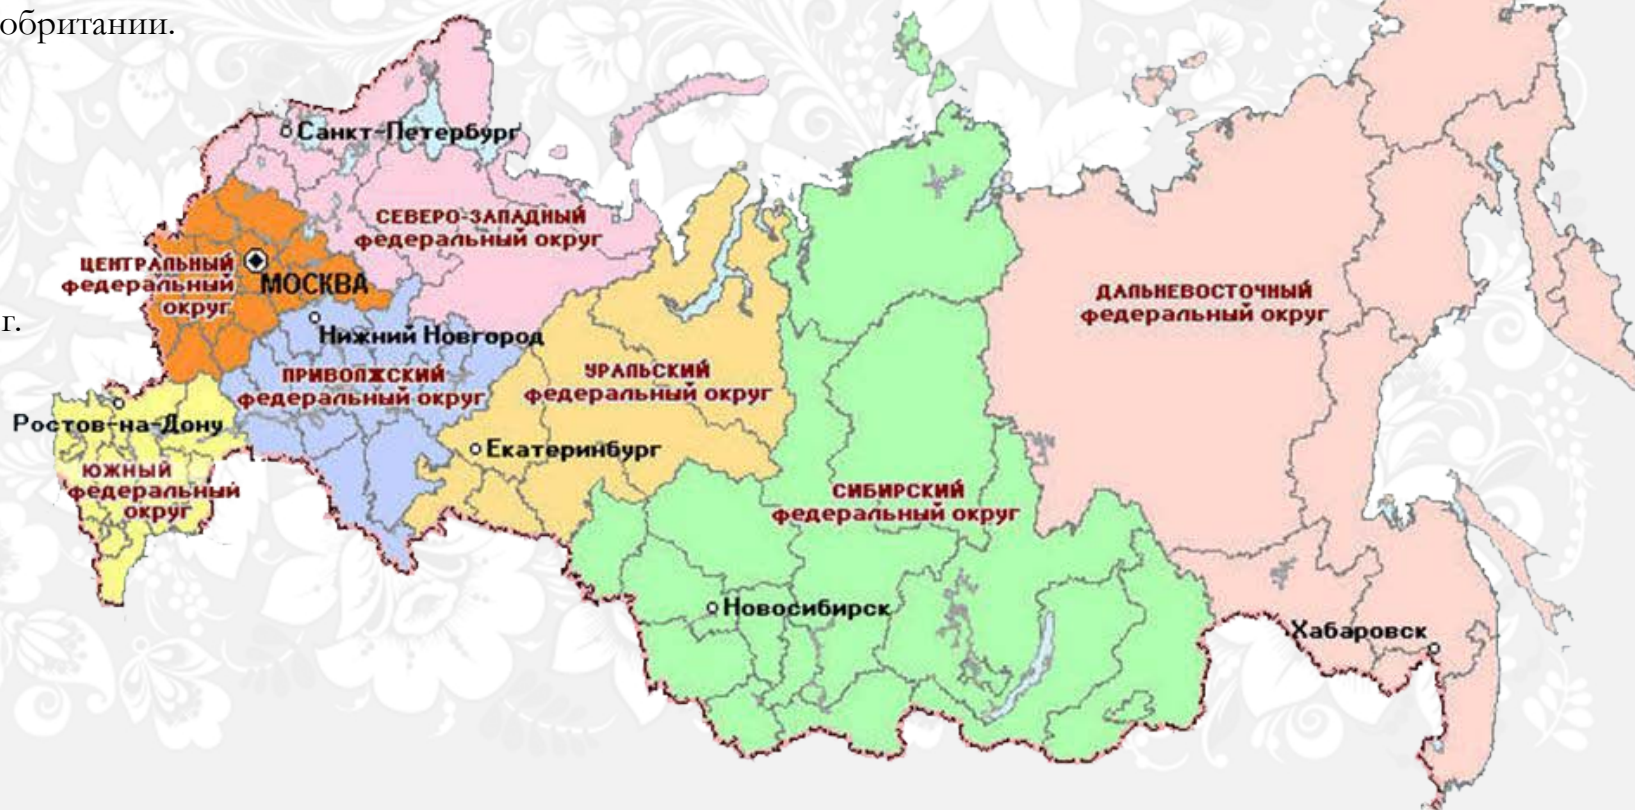 обритании.
Санкт-Петербург
СЕВЕРО-ЗАПАДНЫЙ
федеральный округ
ЦЕНТРАЛЬНЫЙ
федеральный
округ
МОСКВА
г.
Нижний Новгород
ПРИВОЛЖСКИЙ
федеральный округ
УРАЛЬСКИЙ
федеральный округ
ДАЛЬНЕВОСТОЧНЫЙ
федеральный округ
Ростов-на-Дону
ЮЖНЫЙ
федеральный
округ
Екатеринбург
СИБИРСКИЙ
федеральный округ
Новосибирск
Хабаровск